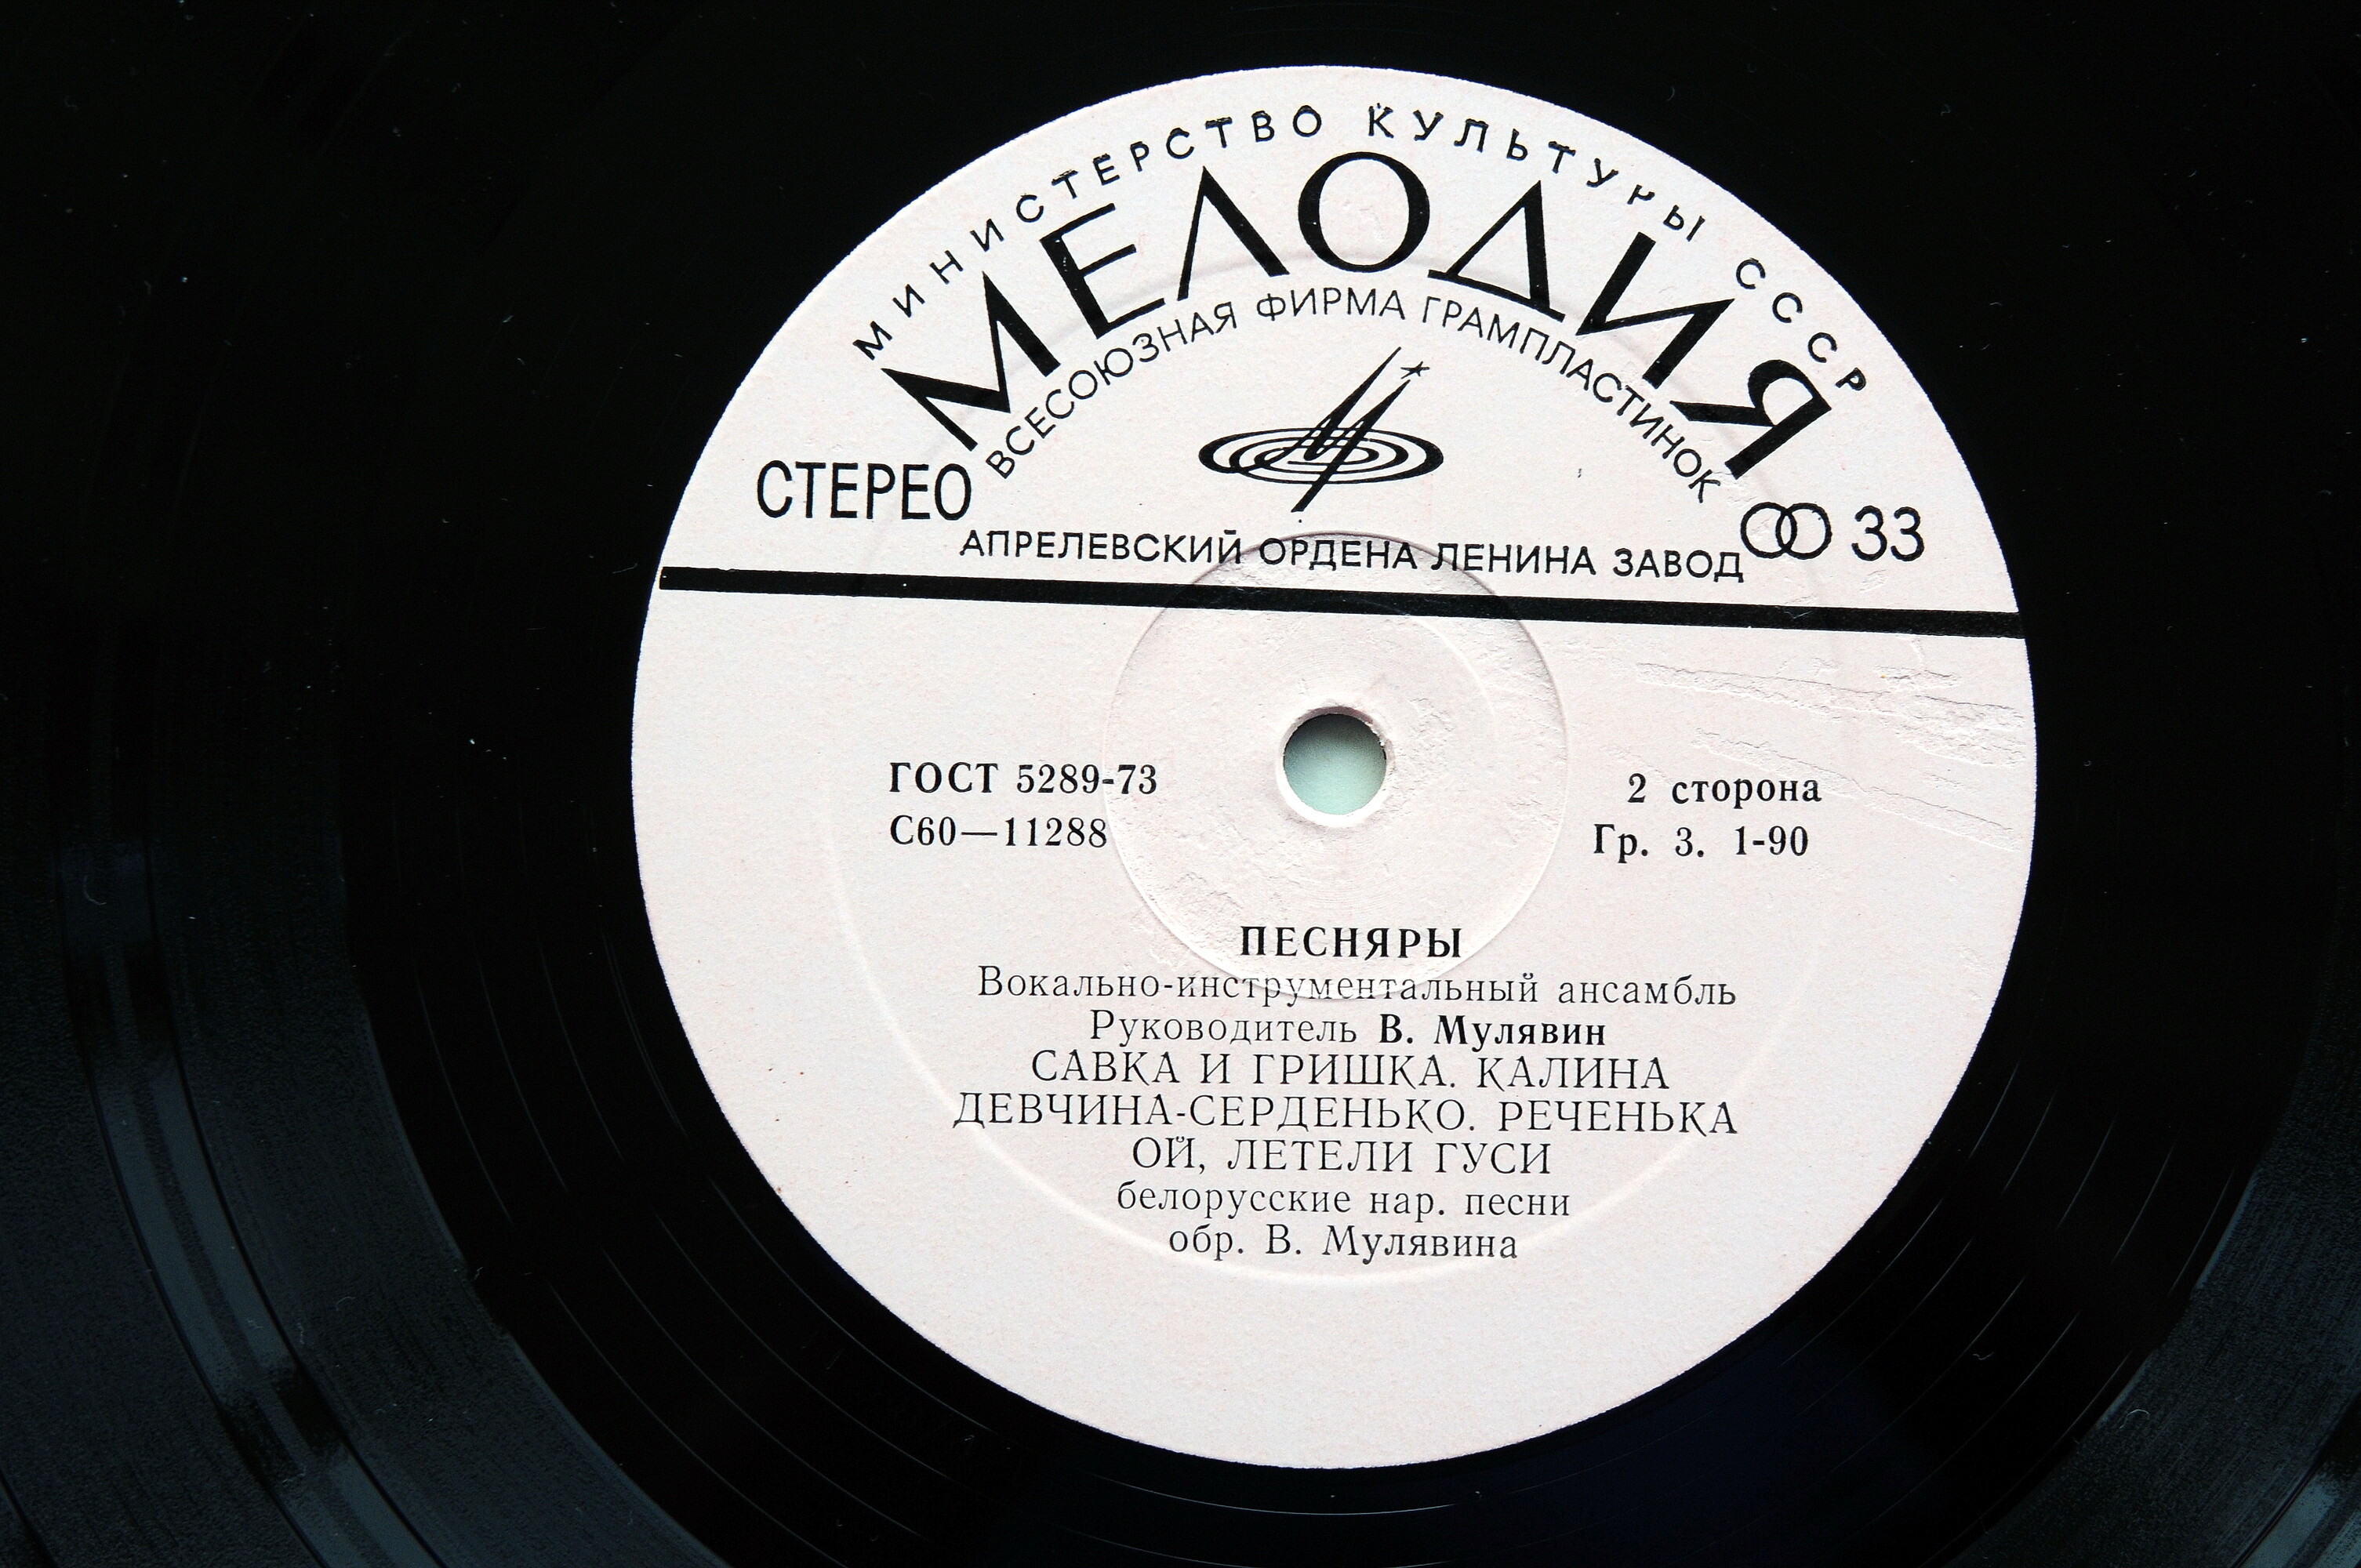 МИНИСТЕРСТВО КУЛЬТУРЫ СССР
МЕЛОДИЯ
ВСЕСОЮЗНАЯ ФИРМА ГРАМПЛАСТИНОК
СТЕРЕО
33
АПРЕЛЕВСКИЙ ОРДЕНА ЛЕНИНА ЗАВОД
ГОСТ 5289-73
С60—11288
2 сторона
Гр. 3. 1-90
ПЕСНЯРЫ
Вокально-инструментальный ансамбль
Руководитель В. Мулявин
САВКА И ГРИШКА. КАЛИНА
ДЕВЧИНА-СЕРДЕНЬКО. РЕЧЕНЬКА
ОЙ, ЛЕТЕЛИ ГУСИ
белорусские нар. песни
обр. В. Мулявина